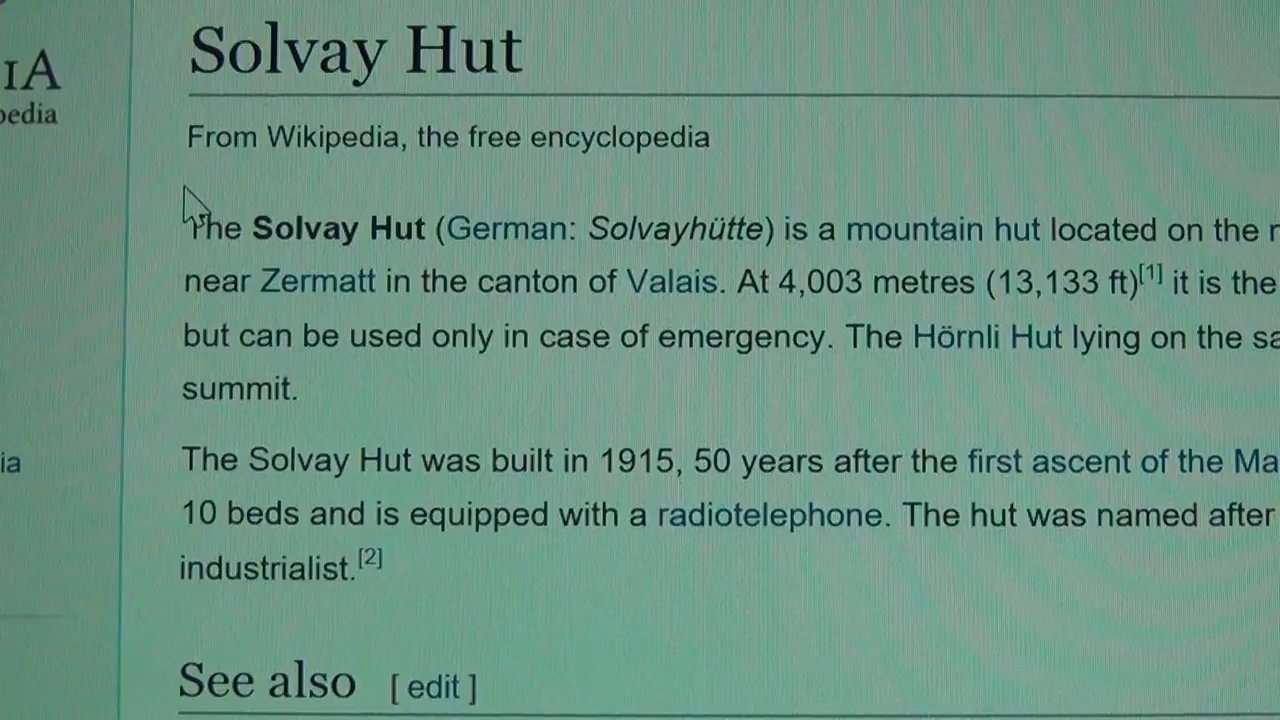 IA
pedia
Solvay Hut
From Wikipedia, the free encyclopedia
The Solvay Hut (German: Solvayhütte) is a mountain hut located on the
near Zermatt in the canton of Valais. At 4,003 metres (13,133 ft)[1] it is the
but can be used only in case of emergency. The Hörnli Hut lying on the sa
summit.
ia
The Solvay Hut was built in 1915, 50 years after the first ascent of the Ma
10 beds and is equipped with a radiotelephone. The hut was named after
industrialist.[2]
See also [ edit ]